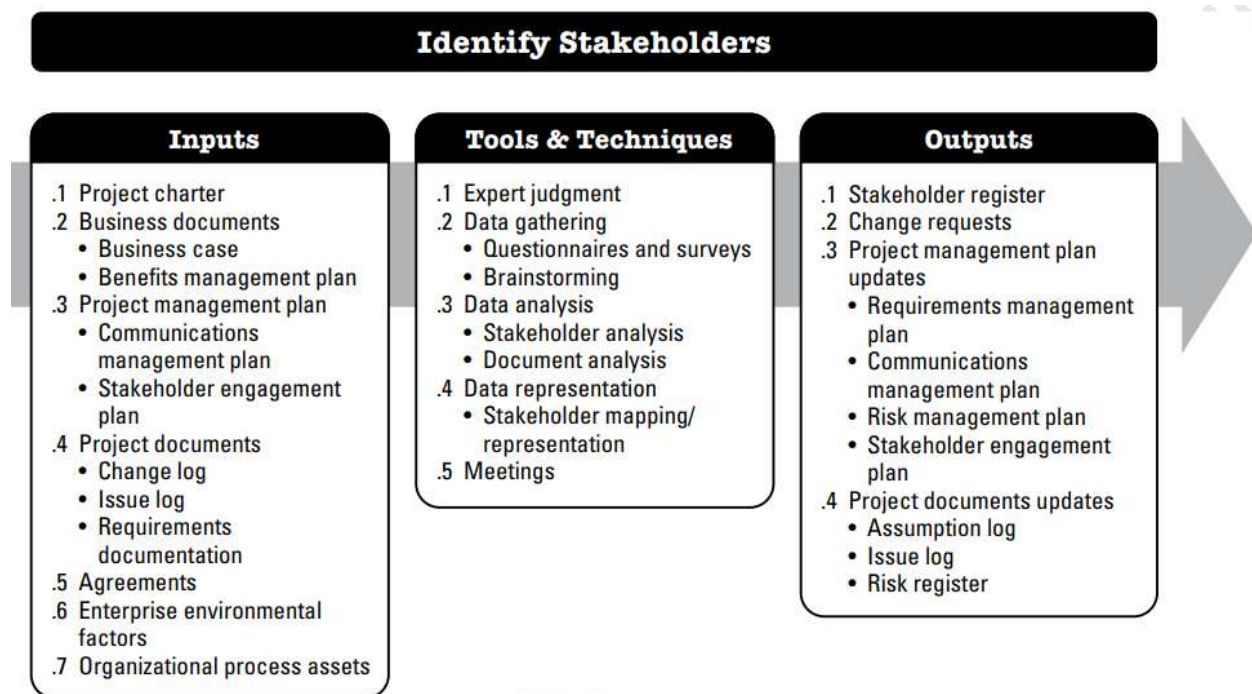 Identify Stakeholders
Inputs
.1 Project charter
.2 Business documents
• Business case
• Benefits management plan
.3 Project management plan
• Communications
management plan
• Stakeholder engagement
plan
.4 Project documents
• Change log
• Issue log
• Requirements
documentation
.5 Agreements
.6 Enterprise environmental
factors
.7 Organizational process assets
Tools & Techniques
.1 Expert judgment
.2 Data gathering
• Questionnaires and surveys
• Brainstorming
.3 Data analysis
• Stakeholder analysis
• Document analysis
.4 Data representation
• Stakeholder mapping/
representation
.5 Meetings
Outputs
.1 Stakeholder register
.2 Change requests
.3 Project management plan
updates
• Requirements management
plan
• Communications
management plan
• Risk management plan
• Stakeholder engagement
plan
.4 Project documents updates
• Assumption log
• Issue log
• Risk register